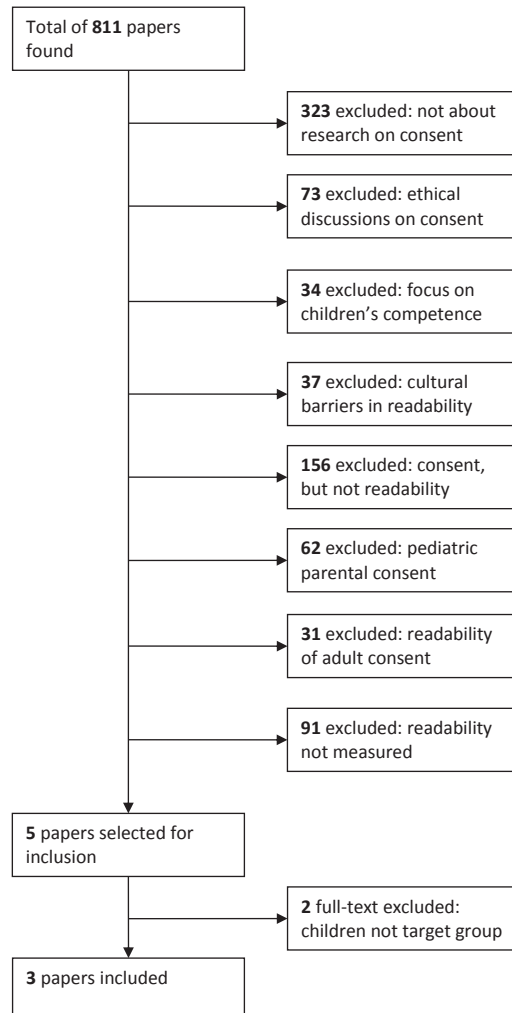 Total of 811 papers
found
323 excluded: not about
research on consent
73 excluded: ethical
discussions on consent
34 excluded: focus on
children's competence
37 excluded: cultural
barriers in readability
156 excluded: consent,
but not readability
62 excluded: pediatric
parental consent
31 excluded: readability
of adult consent
91 excluded: readability
not measured
5 papers selected for
inclusion
2 full-text excluded:
children not target group
3 papers included